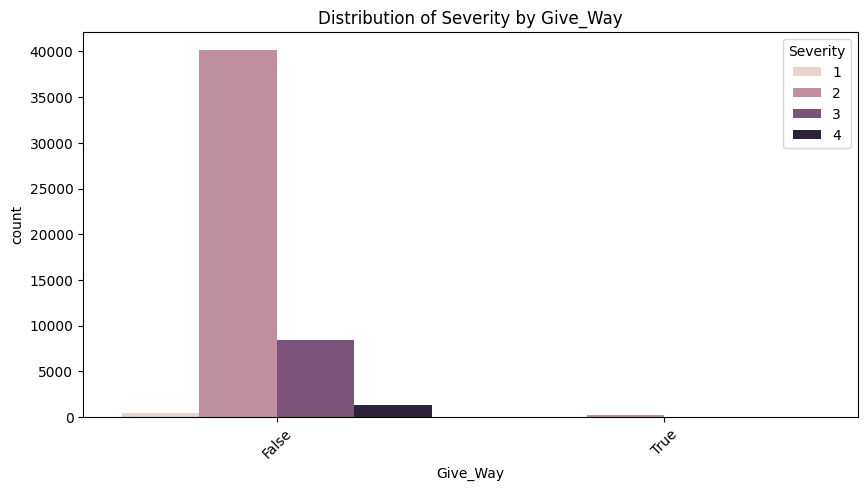 Distribution of Severity by Give_Way
Severity
1
2
3
4
40000
35000
30000
25000
20000
15000
10000
5000
0
count
False
True
Give_Way